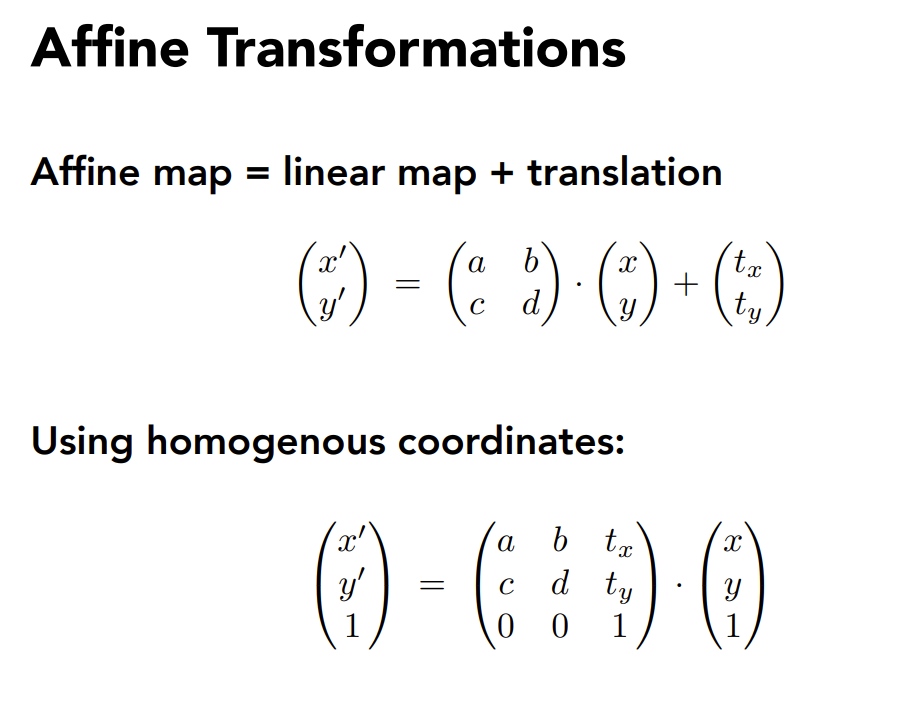 Affine Transformations
Affine map = linear map + translation
$$\begin{pmatrix} x' \\ y' \end{pmatrix} = \begin{pmatrix} a & b \\ c & d \end{pmatrix} \cdot \begin{pmatrix} x \\ y \end{pmatrix} + \begin{pmatrix} t_x \\ t_y \end{pmatrix}$$
Using homogenous coordinates:
$$\begin{pmatrix} x' \\ y' \\ 1 \end{pmatrix} = \begin{pmatrix} a & b & t_x \\ c & d & t_y \\ 0 & 0 & 1 \end{pmatrix} \cdot \begin{pmatrix} x \\ y \\ 1 \end{pmatrix}$$